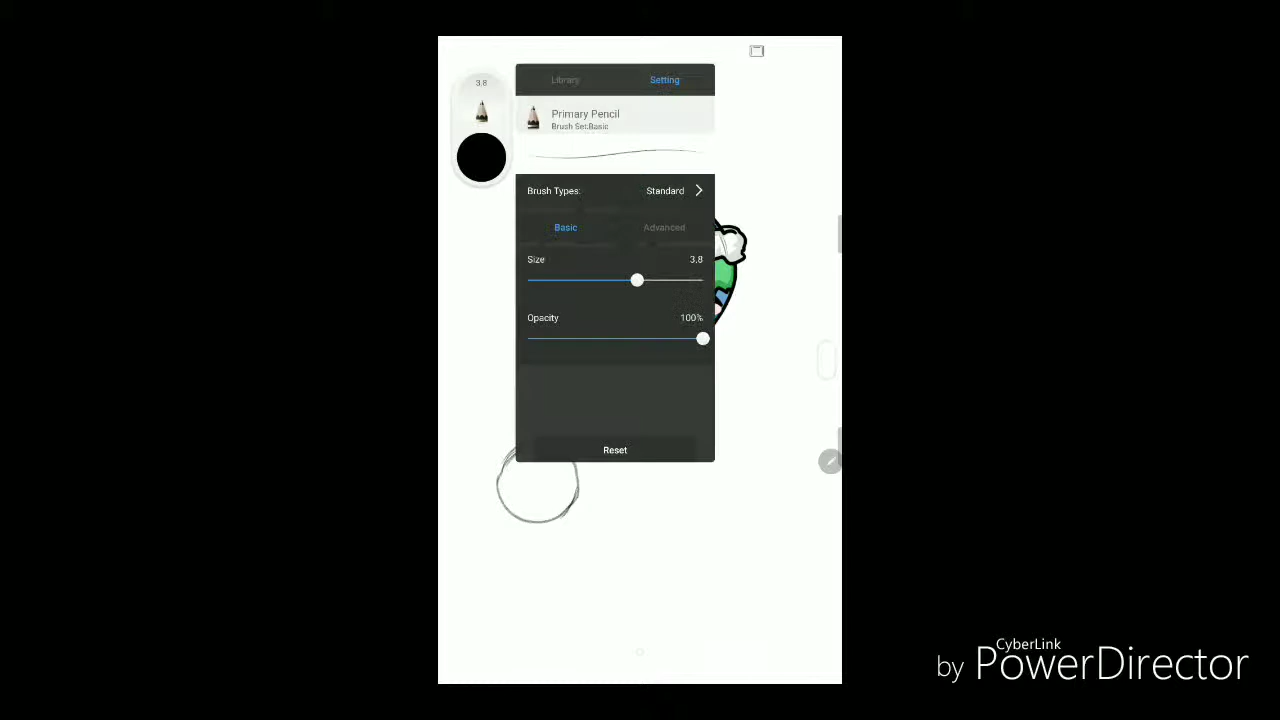 3.8
Library Setting
Primary Pencil
Brush Set:Basic
Brush Types: Standard
Basic Advanced
Size 3.8
Opacity 100%
Reset
CyberLink
by PowerDirector